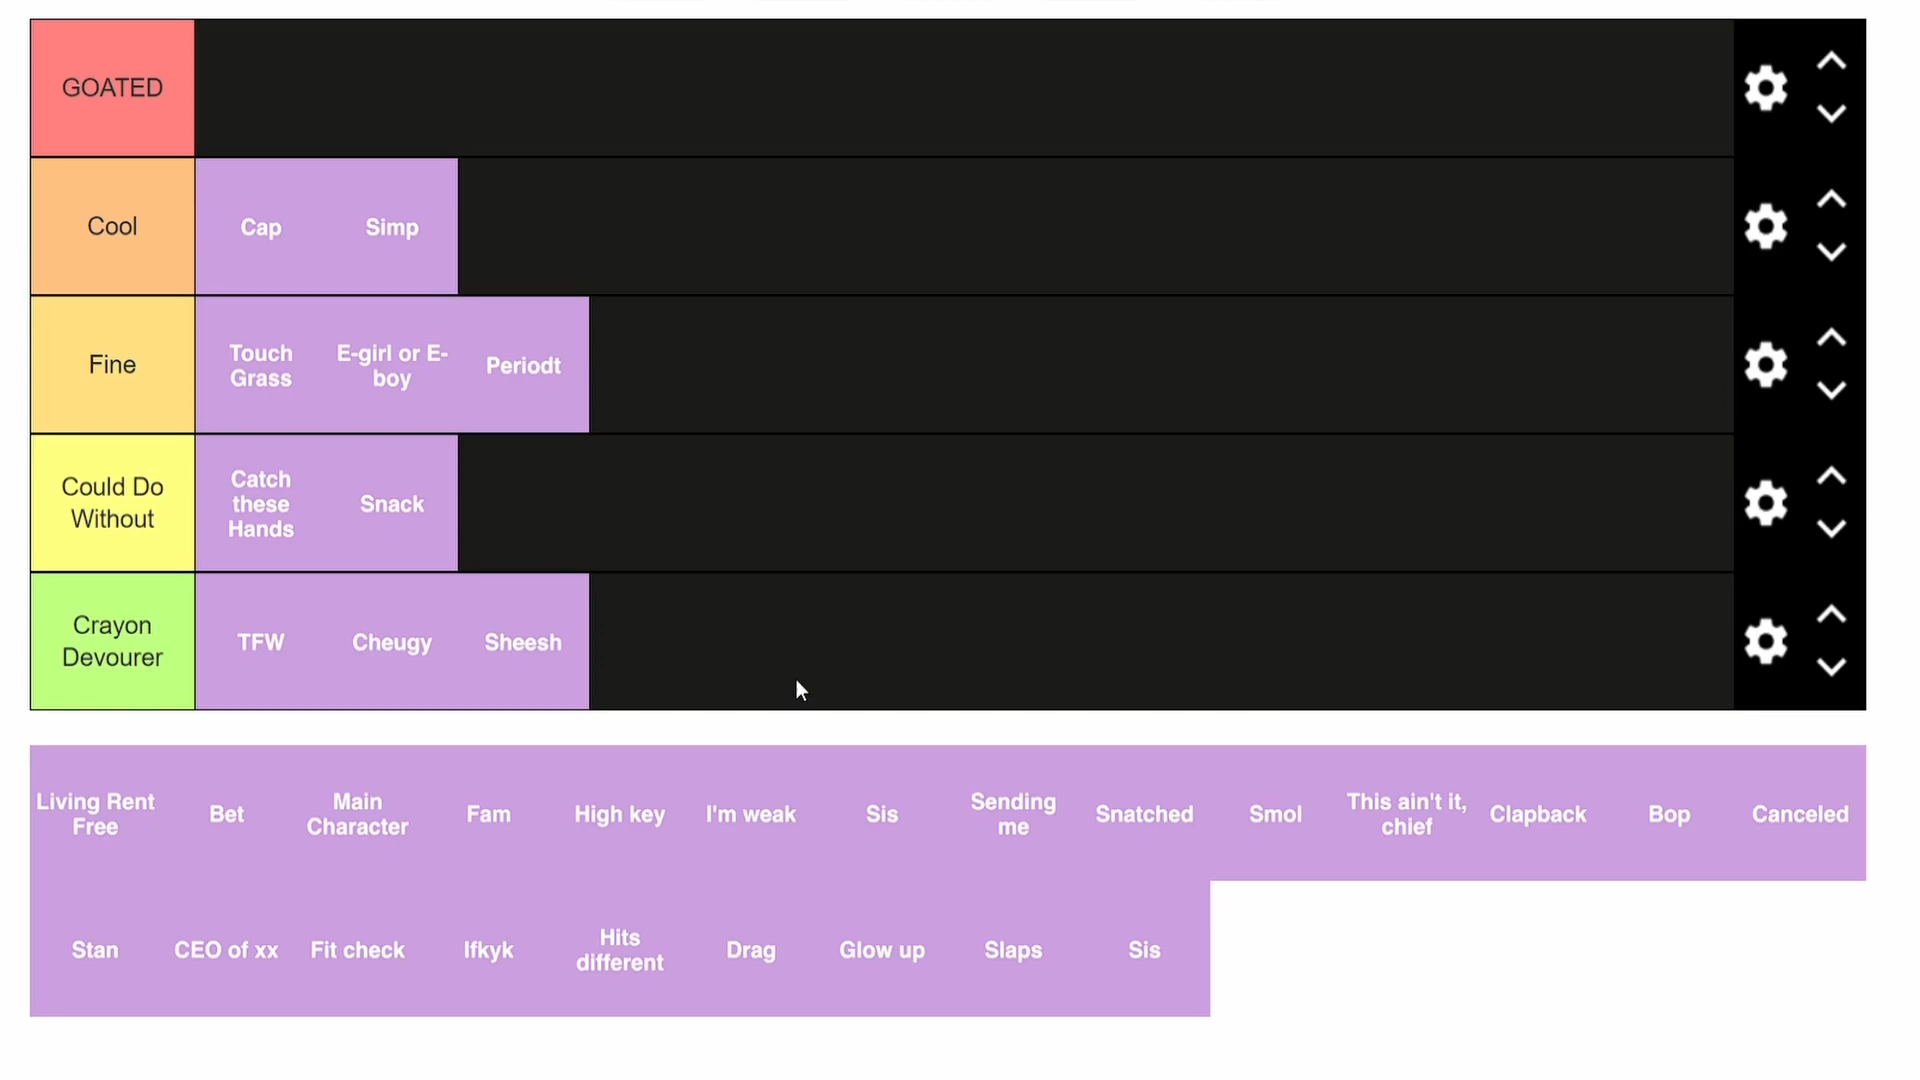 GOATED
Cool
Cap
Simp
Fine
Touch
Grass
E-girl or E-
boy
Periodt
Could Do
Without
Catch
these
Hands
Snack
Crayon
Devourer
TFW
Cheugy
Sheesh
Living Rent
Free
Bet
Main
Character
Fam
High key
I'm weak
Sis
Sending
me
Snatched
Smol
This ain't it,
chief
Clapback
Bop
Canceled
Stan
CEO of xx
Fit check
Ifkyk
Hits
different
Drag
Glow up
Slaps
Sis